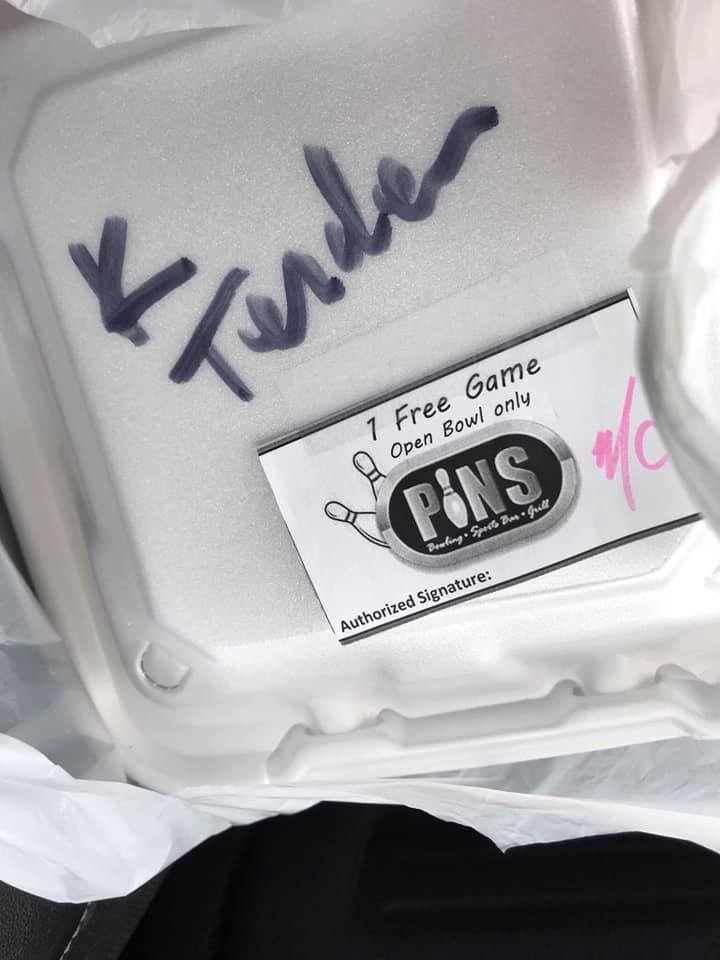 K
Tender
1 Free Game
Open Bowl only
PINS
Bowling • Sports Bar • Grill
Authorized Signature: